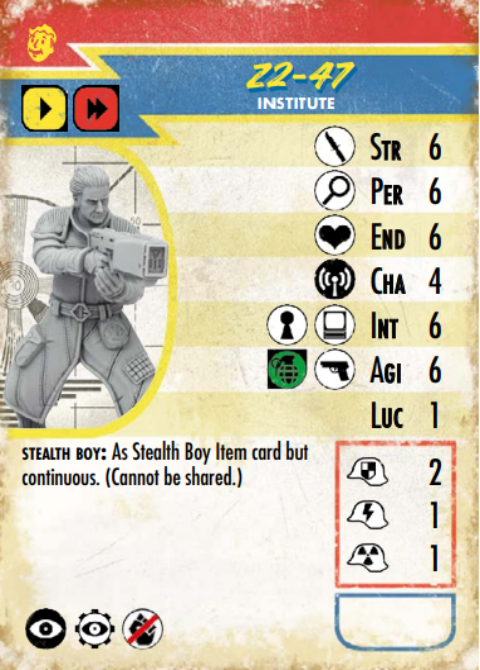 Z2-47
INSTITUTE
STR 6
PER 6
END 6
CHA 4
INT 6
AGI 6
LUC 1
STEALTH BOY: As Stealth Boy Item card but
continuous. (Cannot be shared.)
2
1
1